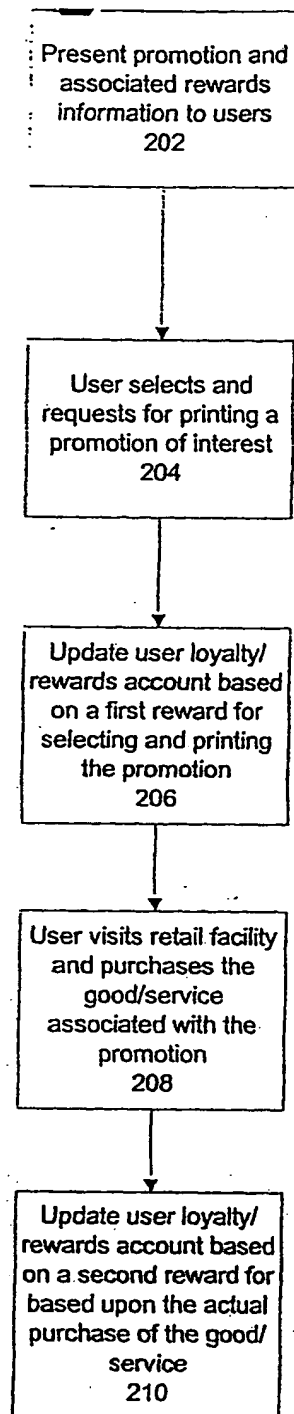 Present promotion and
associated rewards
information to users
202
User selects and
requests for printing a
promotion of interest
204
Update user loyalty/
rewards account based
on a first reward for
selecting and printing
the promotion
206
User visits retail facility
and purchases the
good/service
associated with the
promotion
208
Update user loyalty/
rewards account based
on a second reward for
based upon the actual
purchase of the good/
service
210